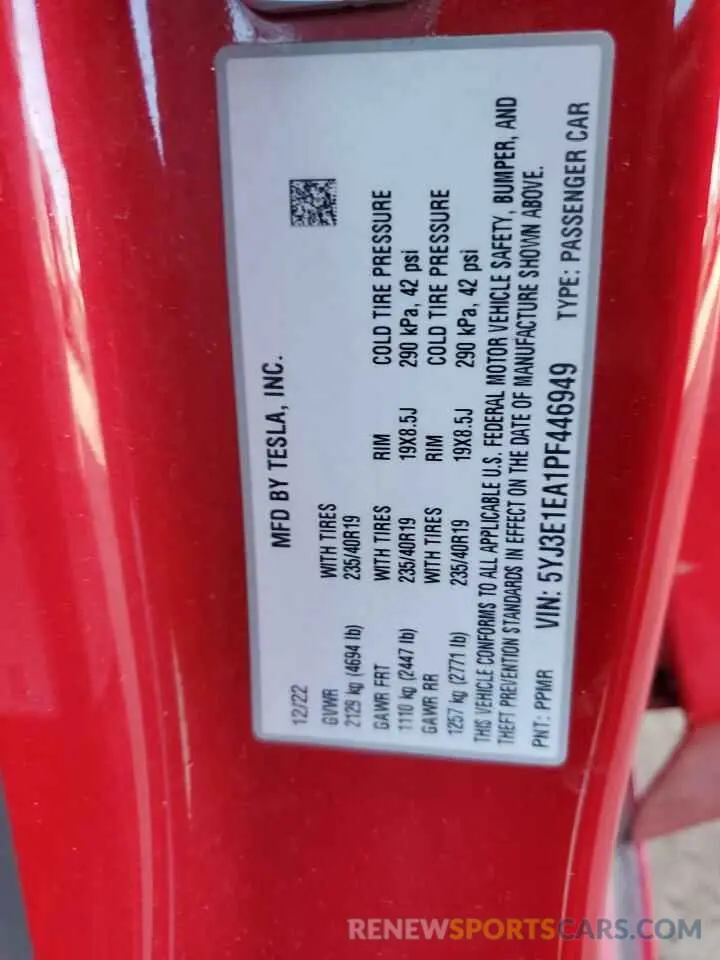 MFD BY TESLA, INC.
12/22
GVWR WITH TIRES
2129 kg (4694 lb) 235/40R19
GAWR FRT WITH TIRES RIM COLD TIRE PRESSURE
1110 kg (2447 lb) 235/40R19 19X8.5J 290 kPa, 42 psi
GAWR RR WITH TIRES RIM COLD TIRE PRESSURE
1257 kg (2771 lb) 235/40R19 19X8.5J 290 kPa, 42 psi
THIS VEHICLE CONFORMS TO ALL APPLICABLE U.S. FEDERAL MOTOR VEHICLE SAFETY, BUMPER, AND
THEFT PREVENTION STANDARDS IN EFFECT ON THE DATE OF MANUFACTURE SHOWN ABOVE.
PNT: PPMR VIN: 5YJ3E1EA1PF446949 TYPE: PASSENGER CAR
RENEWSPORTSCARS.COM